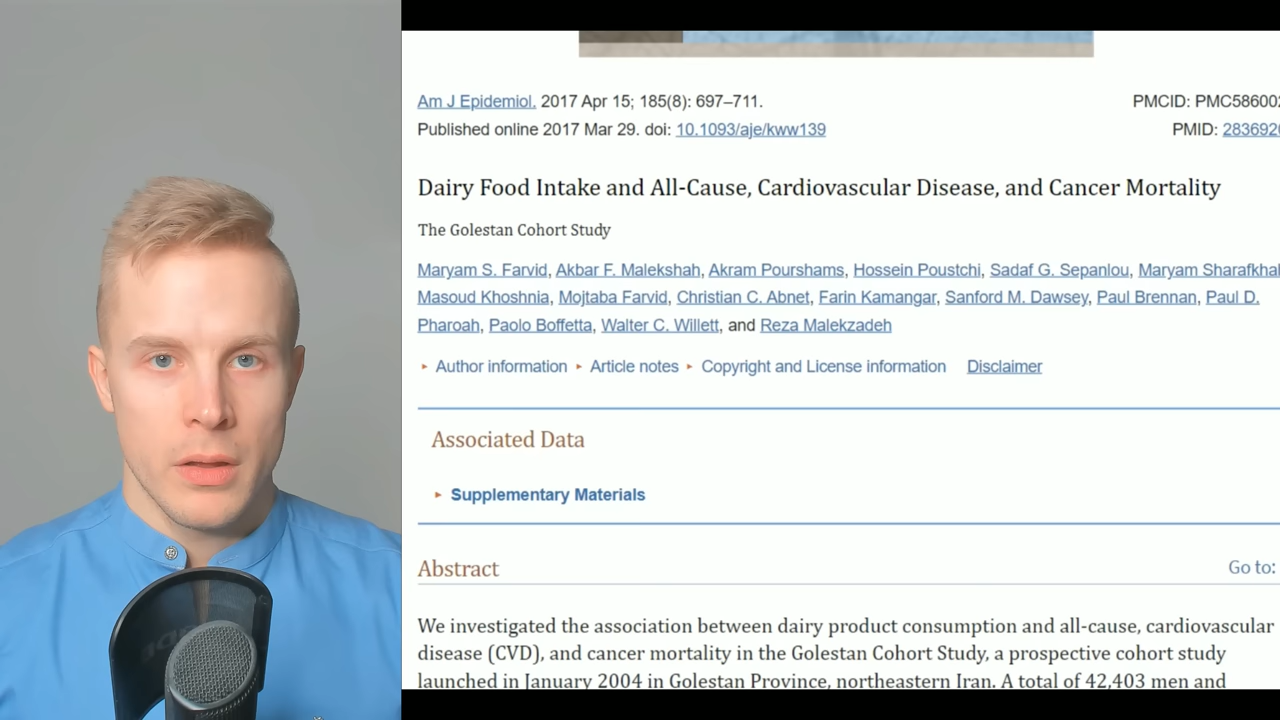 Am J Epidemiol. 2017 Apr 15; 185(8): 697–711.
PMCID: PMC586002
Published online 2017 Mar 29. doi: 10.1093/aje/kww139
PMID: 2836920
Dairy Food Intake and All-Cause, Cardiovascular Disease, and Cancer Mortality
The Golestan Cohort Study
Maryam S. Farvid, Akbar F. Malekshah, Akram Pourshams, Hossein Poustchi, Sadaf G. Sepanlou, Maryam Sharafkhah
Masoud Khoshnia, Mojtaba Farvid, Christian C. Abnet, Farin Kamangar, Sanford M. Dawsey, Paul Brennan, Paul D.
Pharoah, Paolo Boffetta, Walter C. Willett, and Reza Malekzadeh
▸ Author information ▸ Article notes ▸ Copyright and License information Disclaimer
Associated Data
▸ Supplementary Materials
Abstract
Go to:
We investigated the association between dairy product consumption and all-cause, cardiovascular
disease (CVD), and cancer mortality in the Golestan Cohort Study, a prospective cohort study
launched in January 2004 in Golestan Province, northeastern Iran. A total of 42,403 men and